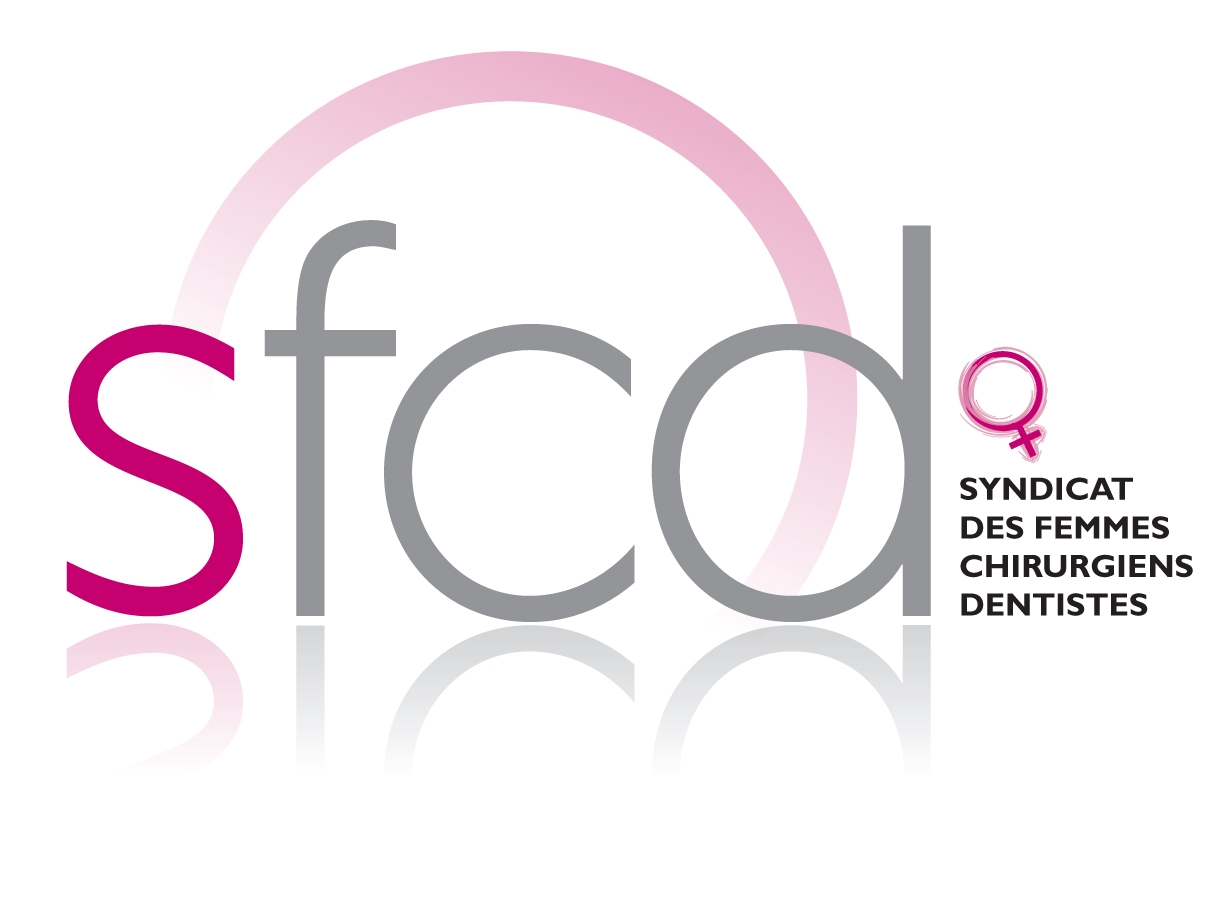 sfcd
SYNDICAT
DES FEMMES
CHIRURGIENS
DENTISTES